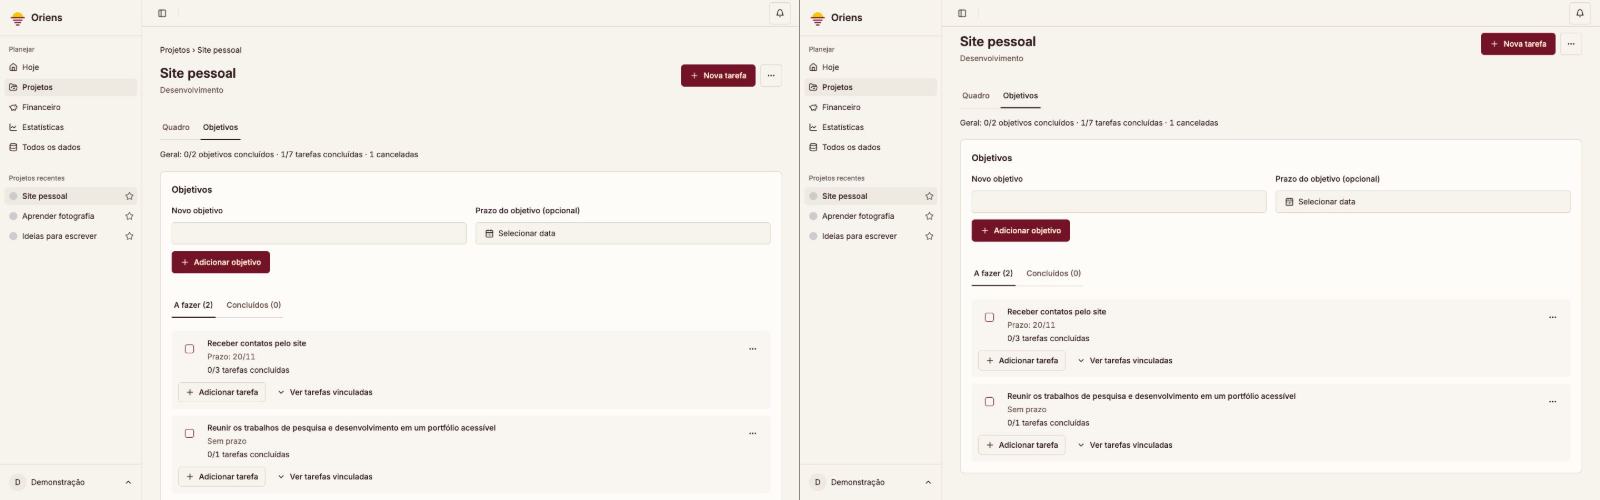 Oriens
Planejar
Hoje
Projetos
Financeiro
Estatísticas
Todos os dados
Projetos recentes
Site pessoal
Aprender fotografia
Ideias para escrever
D Demonstração
Projetos › Site pessoal
Site pessoal
Desenvolvimento
+ Nova tarefa
...
Quadro Objetivos
Geral: 0/2 objetivos concluídos · 1/7 tarefas concluídas · 1 canceladas
Objetivos
Novo objetivo
Prazo do objetivo (opcional)
Selecionar data
+ Adicionar objetivo
A fazer (2) Concluídos (0)
Receber contatos pelo site
...
Prazo: 20/11
0/3 tarefas concluídas
+ Adicionar tarefa Ver tarefas vinculadas
Reunir os trabalhos de pesquisa e desenvolvimento em um portfólio acessível
...
Sem prazo
0/1 tarefas concluídas
+ Adicionar tarefa Ver tarefas vinculadas
Oriens
Planejar
Hoje
Projetos
Financeiro
Estatísticas
Todos os dados
Projetos recentes
Site pessoal
Aprender fotografia
Ideias para escrever
D Demonstração
Site pessoal
Desenvolvimento
+ Nova tarefa
...
Quadro Objetivos
Geral: 0/2 objetivos concluídos · 1/7 tarefas concluídas · 1 canceladas
Objetivos
Novo objetivo
Prazo do objetivo (opcional)
Selecionar data
+ Adicionar objetivo
A fazer (2) Concluídos (0)
Receber contatos pelo site
...
Prazo: 20/11
0/3 tarefas concluídas
+ Adicionar tarefa Ver tarefas vinculadas
Reunir os trabalhos de pesquisa e desenvolvimento em um portfólio acessível
...
Sem prazo
0/1 tarefas concluídas
+ Adicionar tarefa Ver tarefas vinculadas